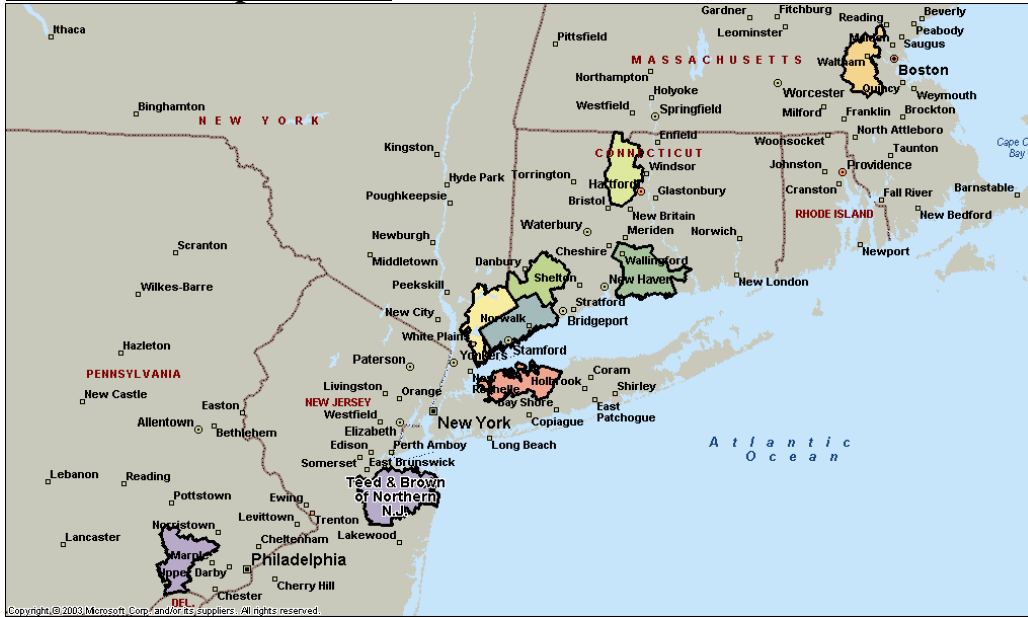 Ithaca
Gardner
Fitchburg
Reading
Beverly
Leominster
Peabody
Malden
Saugus
Pittsfield
MASSACHUSETTS
Waltham
Boston
Northampton
Holyoke
Worcester
Quincy
Weymouth
Binghamton
Westfield
Springfield
Milford
Franklin
Brockton
NEW YORK
Enfield
Woonsocket
North Attleboro
Kingston
CONNECTICUT
Taunton
Cape C
Bay
Windsor
Johnston
Providence
Hyde Park
Torrington
Hartford
Glastonbury
Cranston
Fall River
Barnstable
Poughkeepsie
Bristol
New Britain
RHODE ISLAND
New Bedford
Waterbury
Meriden
Norwich
Newburgh
Cheshire
Scranton
Middletown
Danbury
Wallingford
Newport
Shelton
New Haven
New London
Wilkes-Barre
Peekskill
Stratford
New City
Norwalk
Bridgeport
White Plains
Hazleton
Paterson
Yonkers
Stamford
PENNSYLVANIA
New
Rochelle
Holbrook
Coram
Shirley
Livingston
Orange
New Castle
NEW JERSEY
Bay Shore
East
Patchogue
Easton
Westfield
New York
Copiague
Allentown
Bethlehem
Elizabeth
Edison
Perth Amboy
Long Beach
Atlantic
Ocean
Somerset
East Brunswick
Lebanon
Reading
Teed & Brown
of Northern
N.J.
Pottstown
Ewing
Levittown
Trenton
Norristown
Lakewood
Lancaster
Cheltenham
Marple
Philadelphia
Upper Darby
Cherry Hill
Chester
DEL.
Copyright © 2003 Microsoft Corp. and/or its suppliers. All rights reserved.